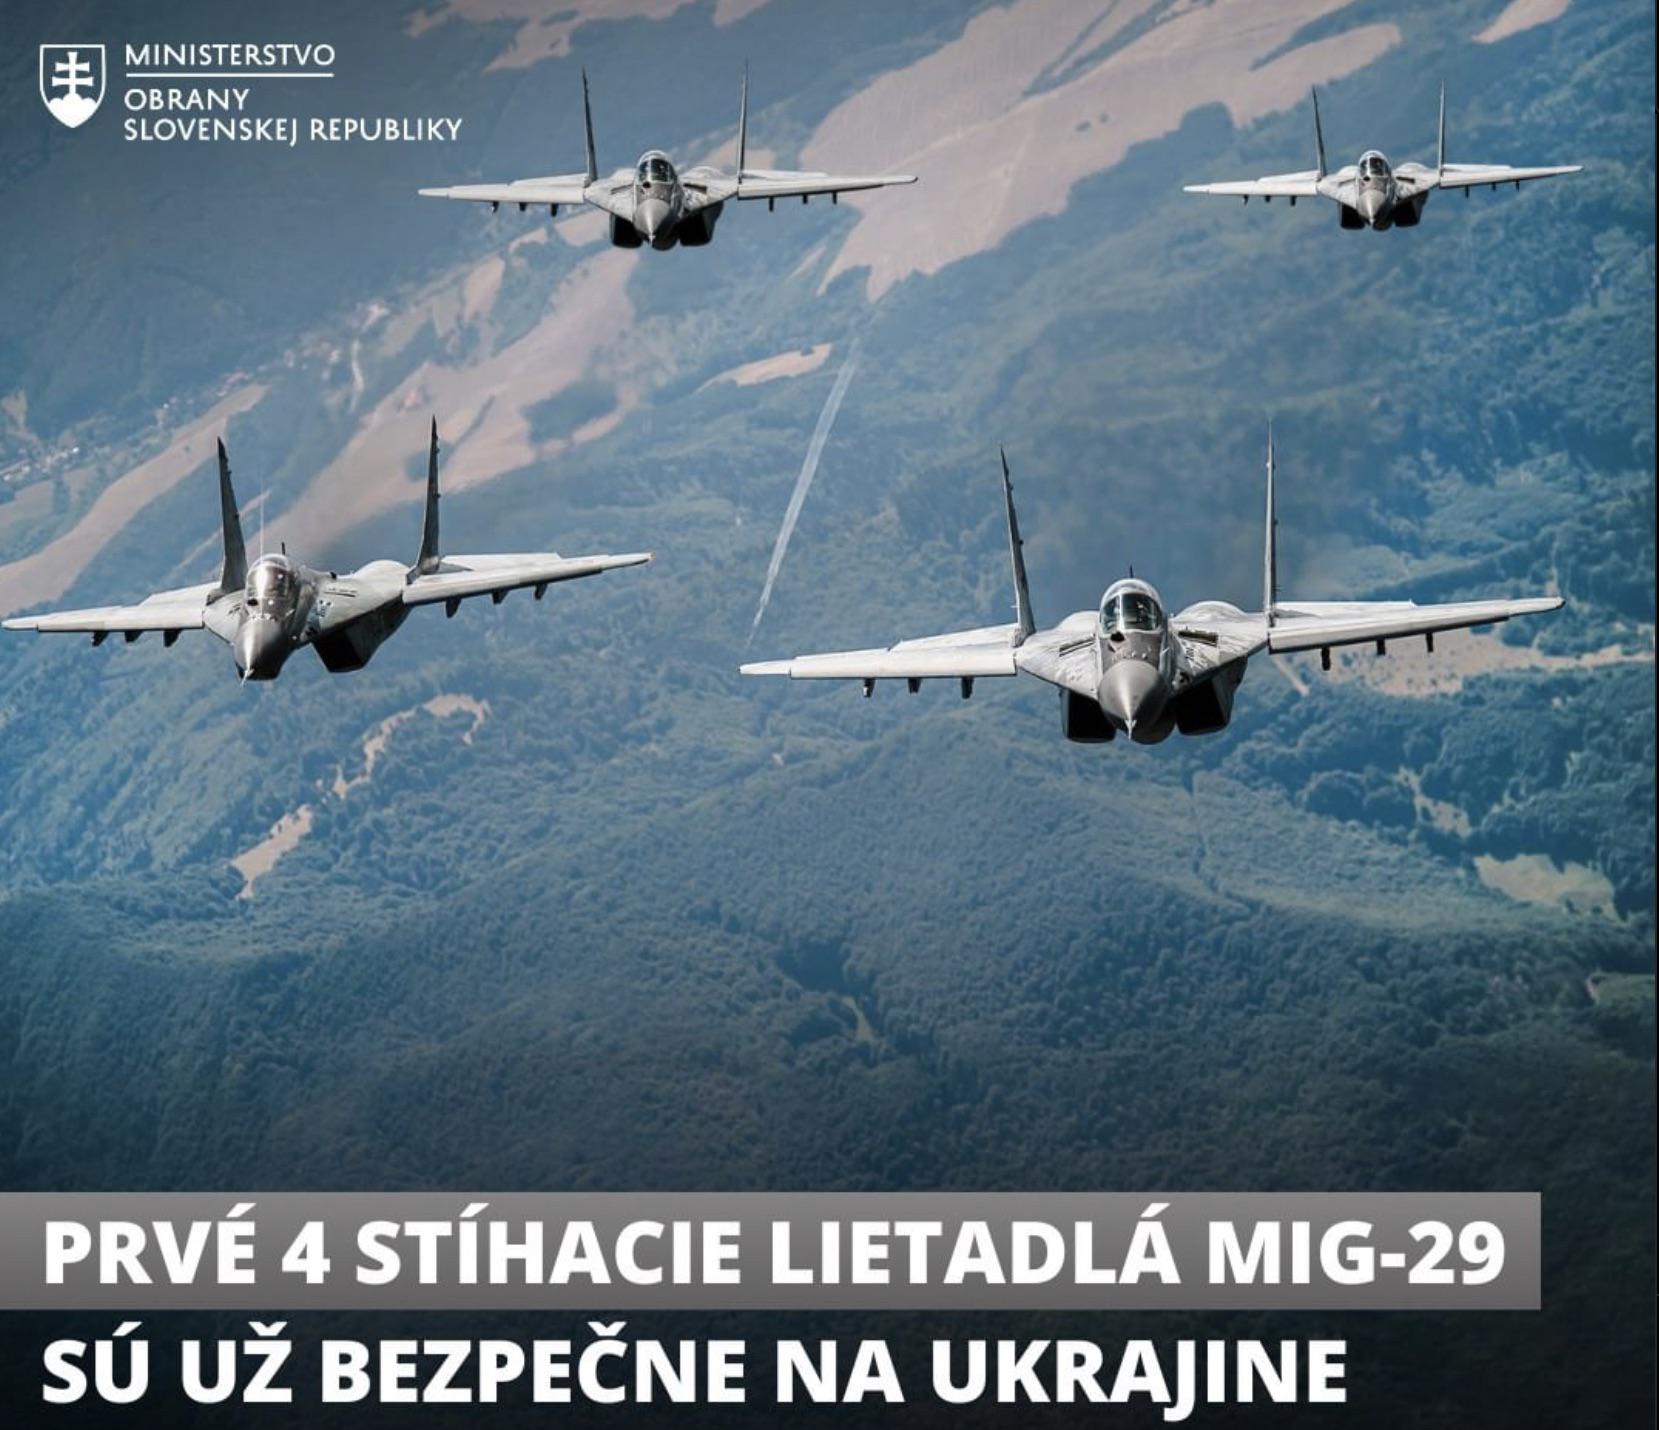 MINISTERSTVO
OBRANY
SLOVENSKEJ REPUBLIKY
PRVÉ 4 STÍHACIE LIETADLÁ MIG-29
SÚ UŽ BEZPEČNE NA UKRAJINE